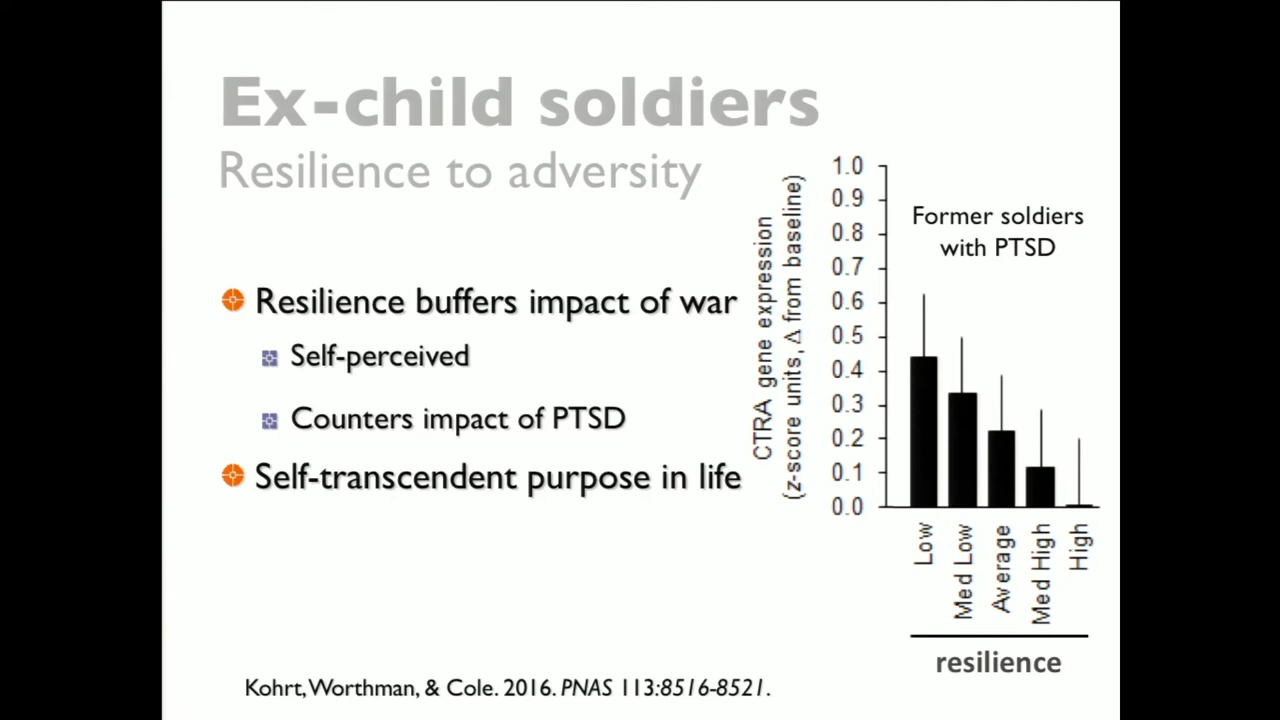 Ex-child soldiers
Resilience to adversity
Resilience buffers impact of war
Self-perceived
Counters impact of PTSD
Self-transcendent purpose in life
CTRA gene expression
(z-score units, Δ from baseline)
1.0
0.9
0.8
0.7
0.6
0.5
0.4
0.3
0.2
0.1
0.0
Former soldiers
with PTSD
Low
Med Low
Average
Med High
High
resilience
Kohrt, Worthman, & Cole. 2016. PNAS 113:8516-8521.